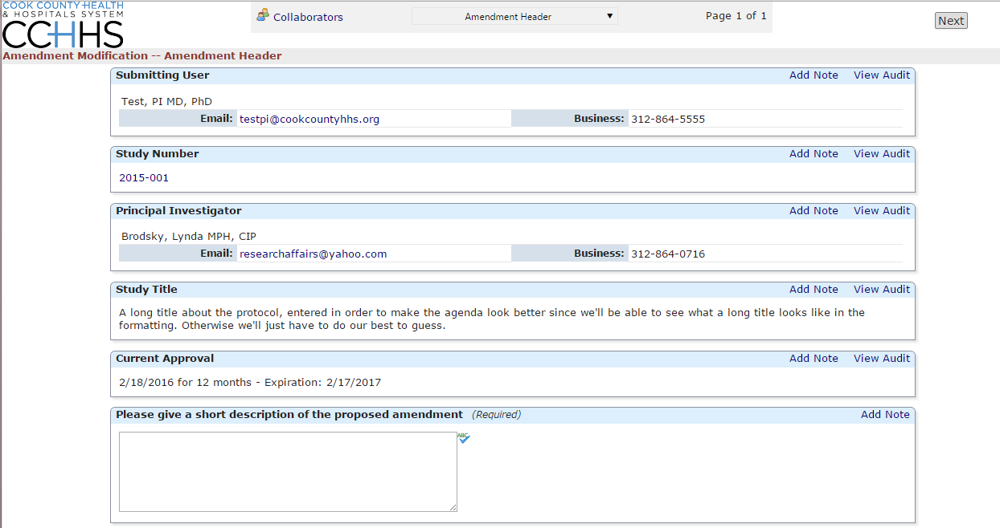 COOK COUNTY HEALTH
& HOSPITALS SYSTEM
CCHHS
Collaborators
Amendment Header
Page 1 of 1
Next
Amendment Modification -- Amendment Header
Submitting User Add Note View Audit
Test, PI MD, PhD
Email: testpi@cookcountyhhs.org Business: 312-864-5555
Study Number Add Note View Audit
2015-001
Principal Investigator Add Note View Audit
Brodsky, Lynda MPH, CIP
Email: researchaffairs@yahoo.com Business: 312-864-0716
Study Title Add Note View Audit
A long title about the protocol, entered in order to make the agenda look better since we'll be able to see what a long title looks like in the
formatting. Otherwise we'll just have to do our best to guess.
Current Approval Add Note View Audit
2/18/2016 for 12 months - Expiration: 2/17/2017
Please give a short description of the proposed amendment (Required) Add Note
ABC